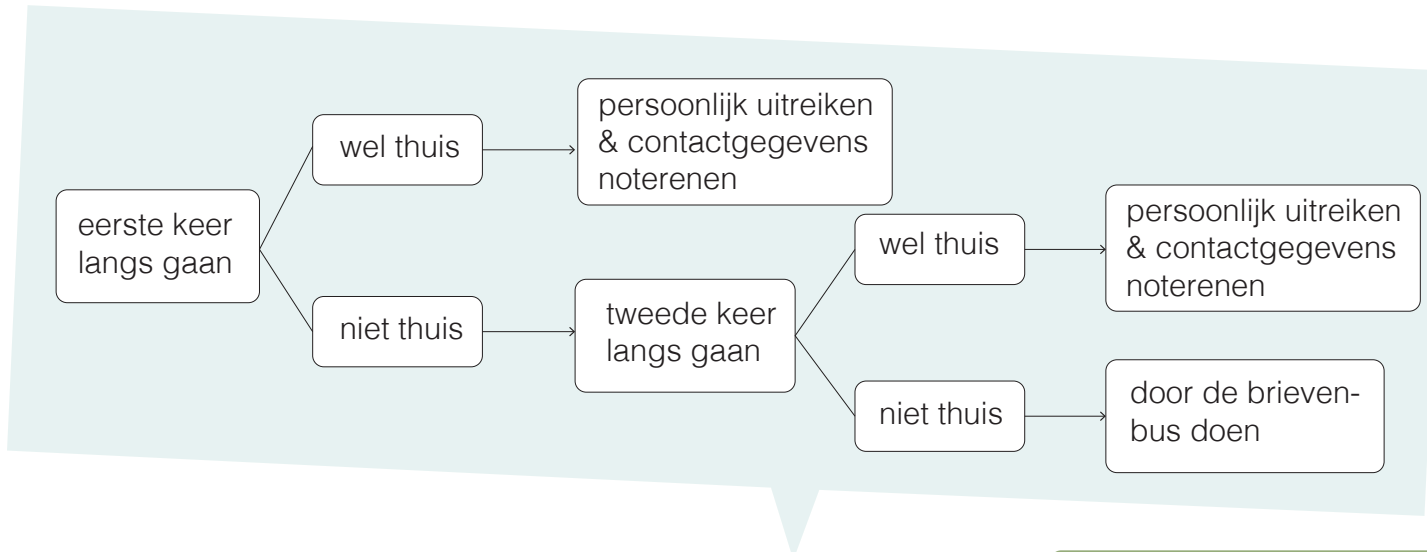 eerste keer
langs gaan
wel thuis
persoonlijk uitreiken
& contactgegevens
noterenen
niet thuis
tweede keer
langs gaan
wel thuis
persoonlijk uitreiken
& contactgegevens
noterenen
niet thuis
door de brieven-
bus doen